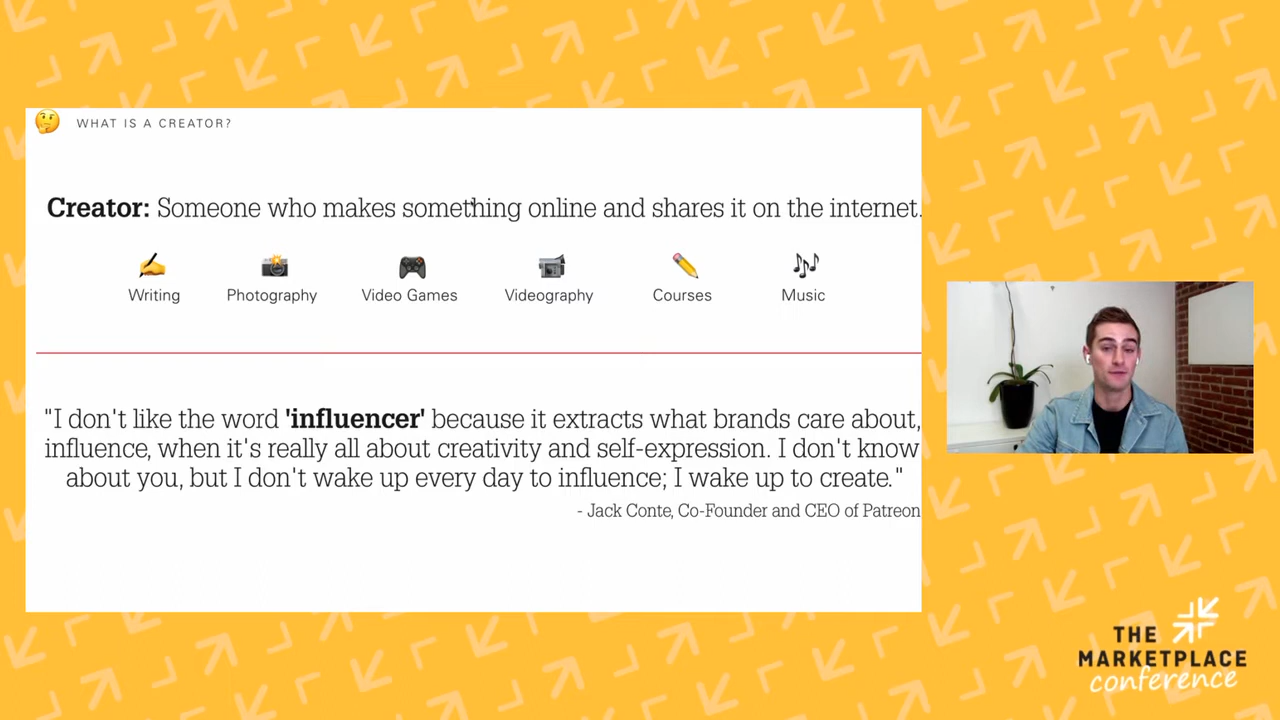 WHAT IS A CREATOR?
Creator: Someone who makes something online and shares it on the internet.
Writing
Photography
Video Games
Videography
Courses
Music
"I don't like the word 'influencer' because it extracts what brands care about,
influence, when it's really all about creativity and self-expression. I don't know
about you, but I don't wake up every day to influence; I wake up to create."
- Jack Conte, Co-Founder and CEO of Patreon
THE
MARKETPLACE
conference